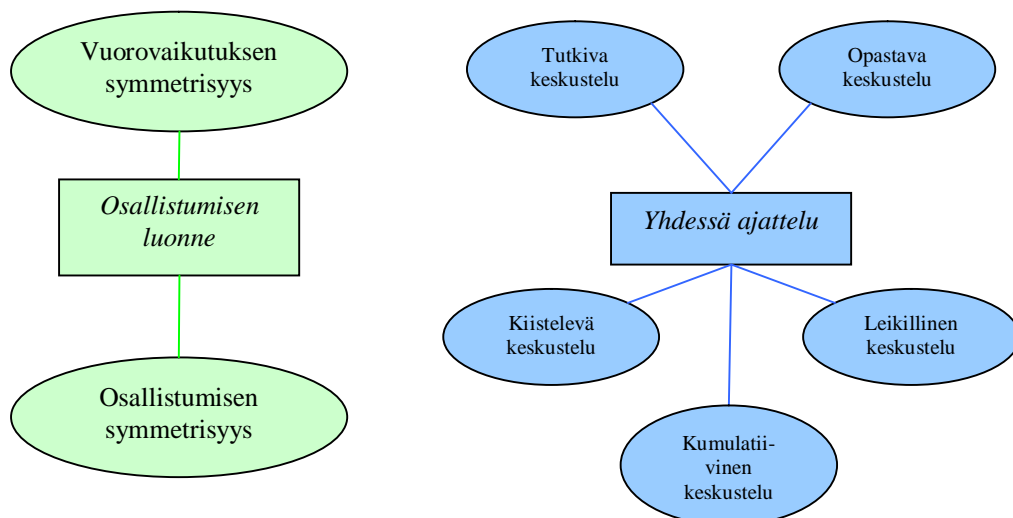 Vuorovaikutuksen
symmetrisyys
Osallistumisen
luonne
Osallistumisen
symmetrisyys
Tutkiva
keskustelu
Opastava
keskustelu
Yhdessä ajattelu
Kiistelevä
keskustelu
Leikillinen
keskustelu
Kumulatii-
vinen
keskustelu